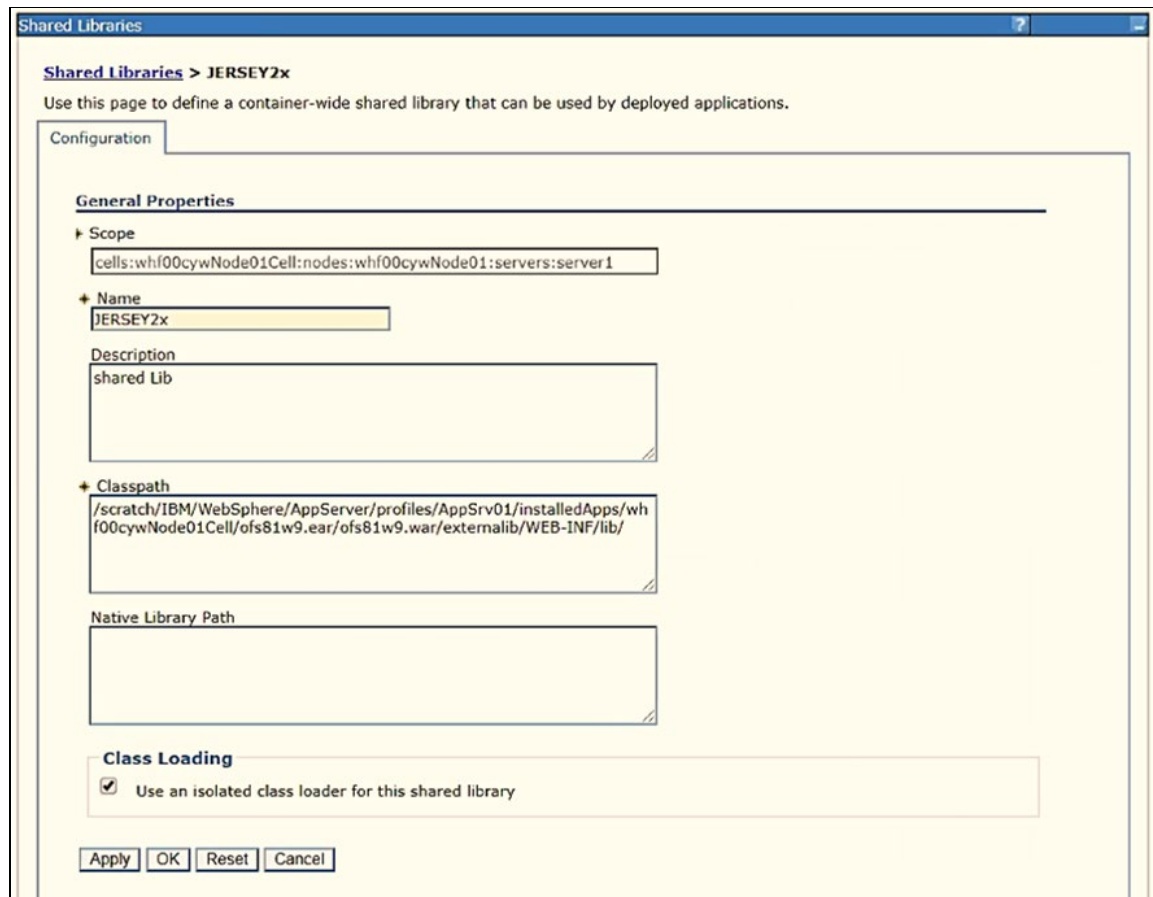 Shared Libraries
?
Shared Libraries > JERSEY2x
Use this page to define a container-wide shared library that can be used by deployed applications.
Configuration
General Properties
Scope
cells:whf00cywNode01Cell:nodes:whf00cywNode01:servers:server1
Name
JERSEY2x
Description
shared Lib
Classpath
/scratch/IBM/WebSphere/AppServer/profiles/AppSrv01/installedApps/wh
f00cywNode01Cell/ofs81w9.ear/ofs81w9.war/externalib/WEB-INF/lib/
Native Library Path
Class Loading
Use an isolated class loader for this shared library
Apply OK Reset Cancel